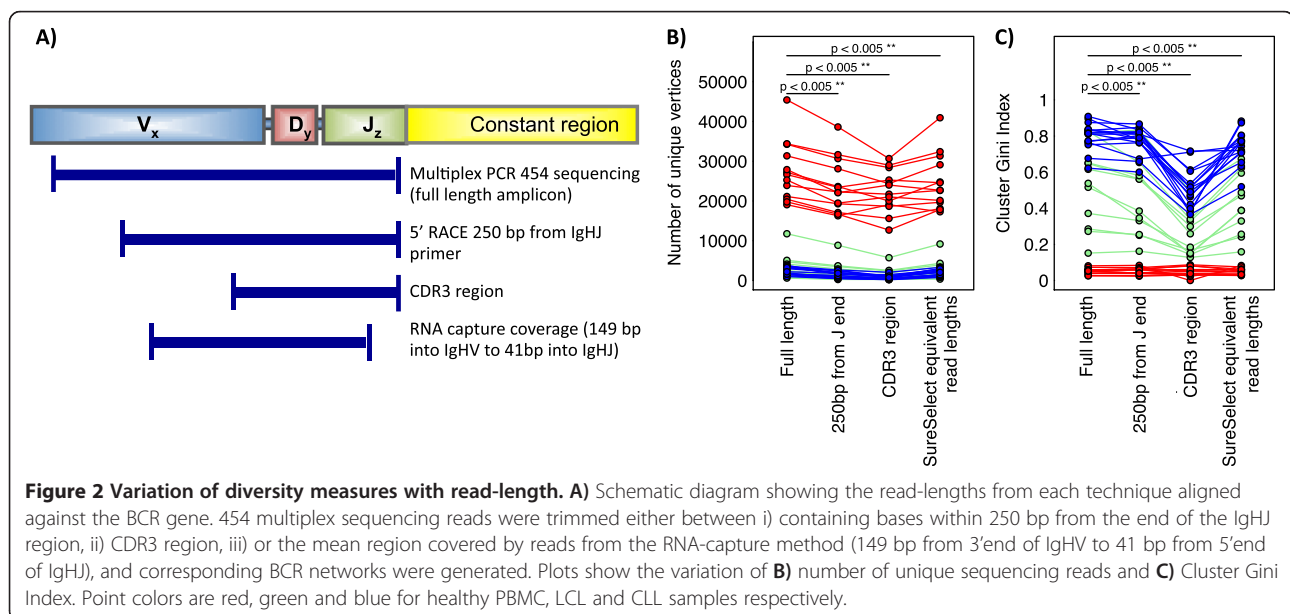 A)
V_x
D_y
J_z
Constant region
Multiplex PCR 454 sequencing
(full length amplicon)
5' RACE 250 bp from IgHJ
primer
CDR3 region
RNA capture coverage (149 bp
into IgHV to 41bp into IgHJ)
B)
p < 0.005 **
p < 0.005 **
p < 0.005 **
Number of unique vertices
50000
40000
30000
20000
10000
0
Full length
250bp from J end
CDR3 region
SureSelect equivalent
read lengths
C)
p < 0.005 **
p < 0.005 **
p < 0.005 **
Cluster Gini Index
1
0.8
0.6
0.4
0.2
0
Full length
250bp from J end
CDR3 region
SureSelect equivalent
read lengths
Figure 2 Variation of diversity measures with read-length. A) Schematic diagram showing the read-lengths from each technique aligned
against the BCR gene. 454 multiplex sequencing reads were trimmed either between i) containing bases within 250 bp from the end of the IgHJ
region, ii) CDR3 region, iii) or the mean region covered by reads from the RNA-capture method (149 bp from 3'end of IgHV to 41 bp from 5'end
of IgHJ), and corresponding BCR networks were generated. Plots show the variation of B) number of unique sequencing reads and C) Cluster Gini
Index. Point colors are red, green and blue for healthy PBMC, LCL and CLL samples respectively.